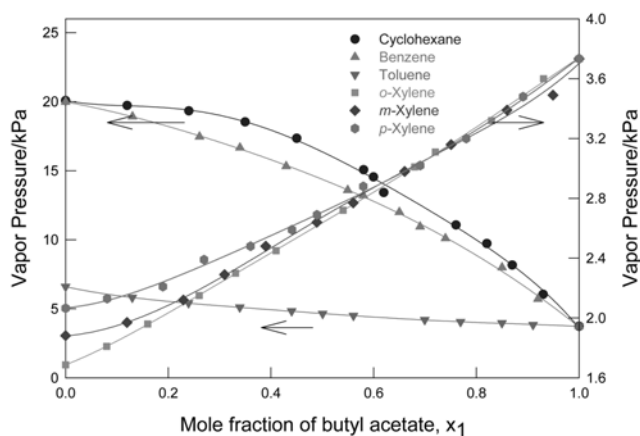 25
20
15
10
5
0
Vapor Pressure/kPa
Cyclohexane
Benzene
Toluene
o-Xylene
m-Xylene
p-Xylene
4.0
3.6
3.2
2.8
2.4
2.0
1.6
Vapor Pressure/kPa
0.0 0.2 0.4 0.6 0.8 1.0
Mole fraction of butyl acetate, x1